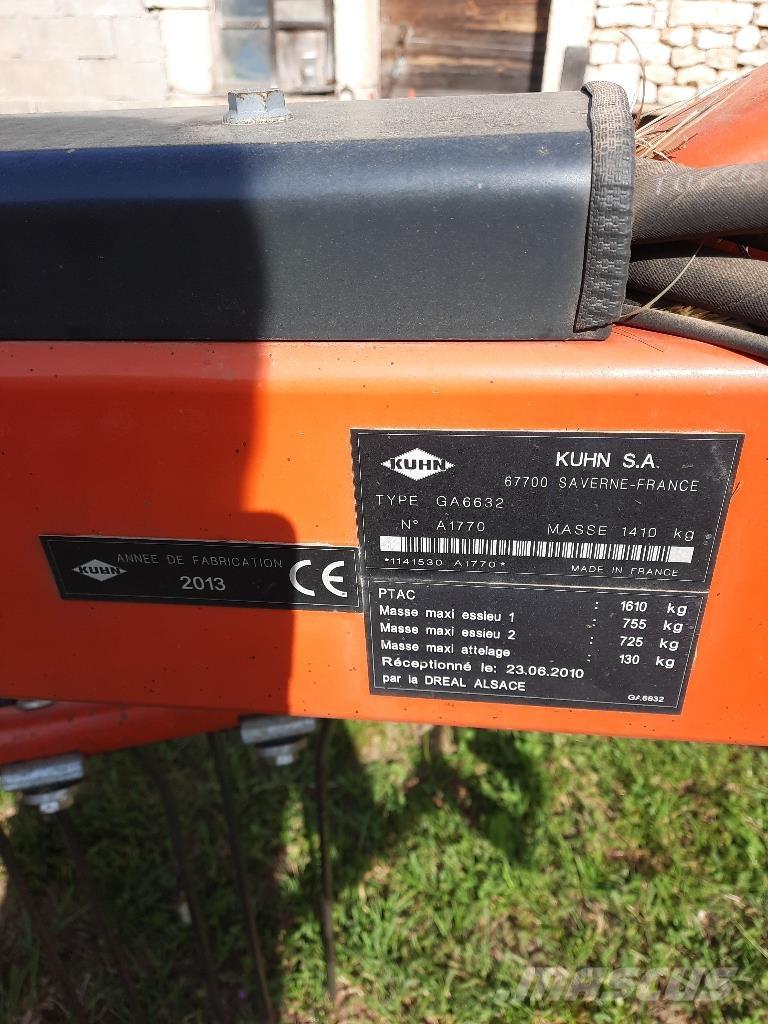 10726
KUHN
KUHN S.A.
67700 SAVERNE-FRANCE
TYPE GA6632
N° A1770 MASSE 1410 kg
*1141530 A1770*
MADE IN FRANCE
KUHN
ANNEE DE FABRICATION
2013
CE
PTAC : 1610 kg
Masse maxi essieu 1 : 755 kg
Masse maxi essieu 2 : 725 kg
Masse maxi attelage : 130 kg
Réceptionné le: 23.06.2010
par la DREAL ALSACE
GA6632
MASCUS